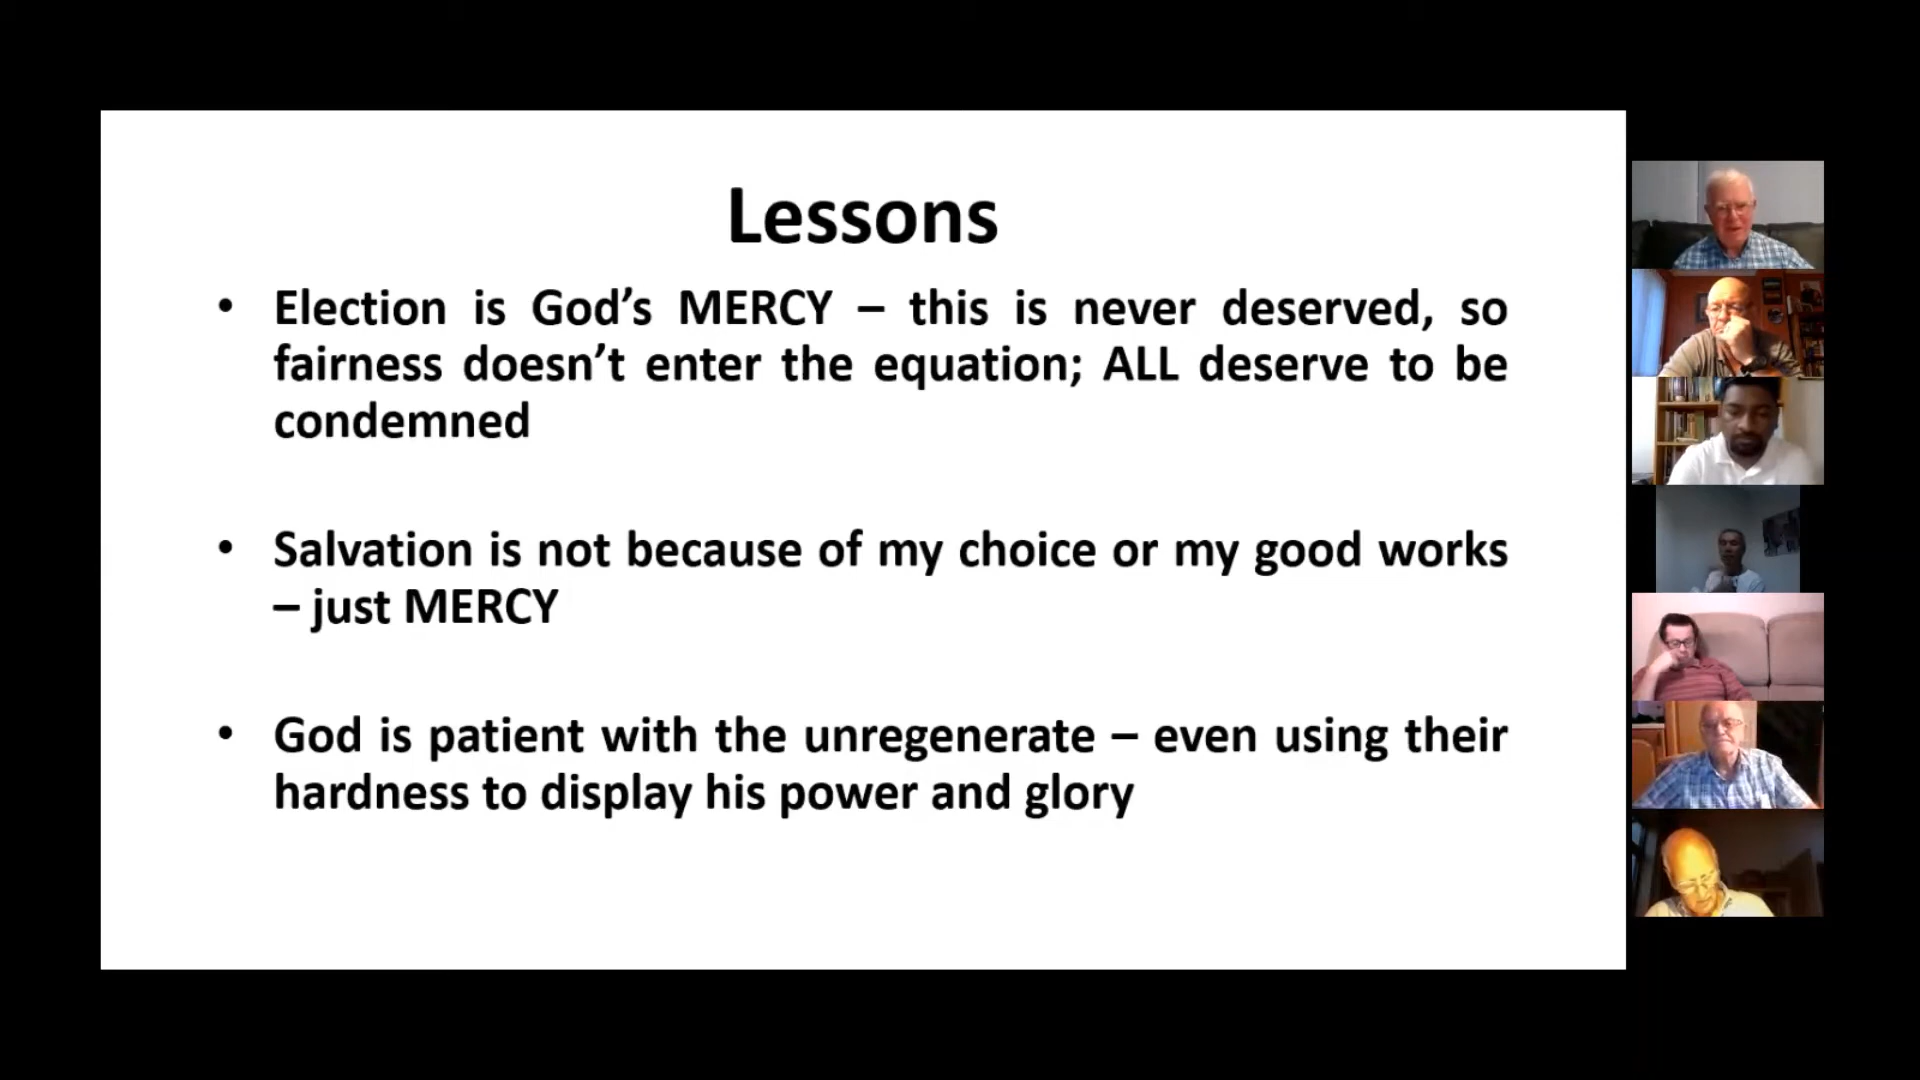 Lessons
• Election is God’s MERCY – this is never deserved, so
fairness doesn’t enter the equation; ALL deserve to be
condemned
• Salvation is not because of my choice or my good works
– just MERCY
• God is patient with the unregenerate – even using their
hardness to display his power and glory